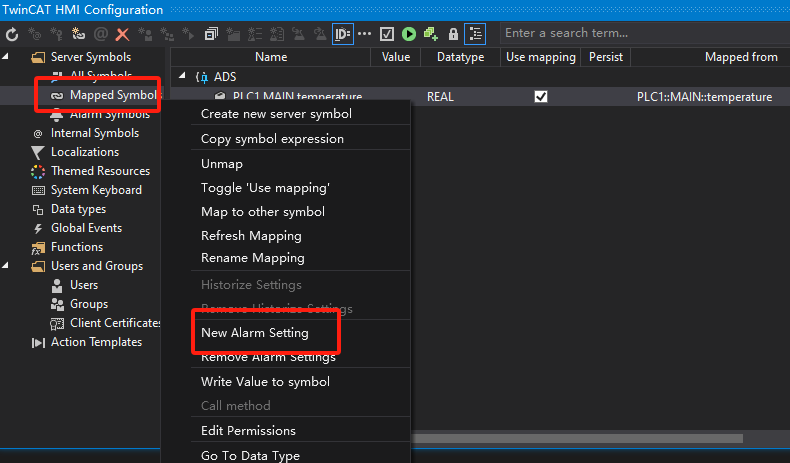 TwinCAT HMI Configuration
Enter a search term...
Name Value Datatype Use mapping Persist Mapped from
Server Symbols
All Symbols
Mapped Symbols
Alarm Symbols
Internal Symbols
Localizations
Themed Resources
System Keyboard
Data types
Global Events
Functions
Users and Groups
Users
Groups
Client Certificates
Action Templates
ADS
PLC1.MAIN.temperature REAL PLC1::MAIN::temperature
Create new server symbol
Copy symbol expression
Unmap
Toggle 'Use mapping'
Map to other symbol
Refresh Mapping
Rename Mapping
Historize Settings
Remove Historize Settings
New Alarm Setting
Remove Alarm Settings
Write Value to symbol
Call method
Edit Permissions
Go To Data Type